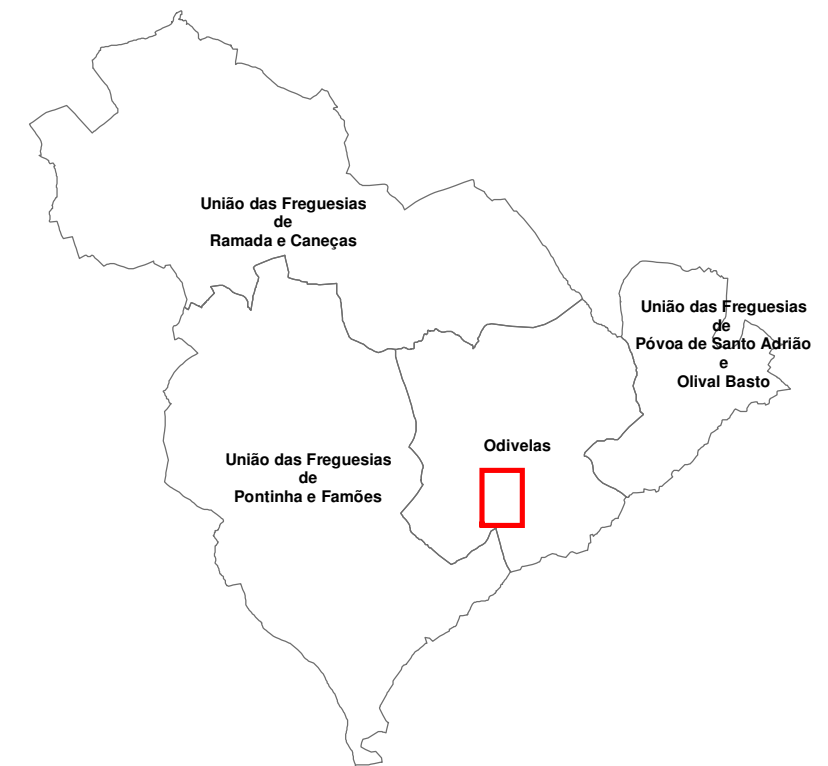 União das Freguesias
de
Ramada e Caneças
União das Freguesias
de
Póvoa de Santo Adrião
e
Olival Basto
Odivelas
União das Freguesias
de
Pontinha e Famões